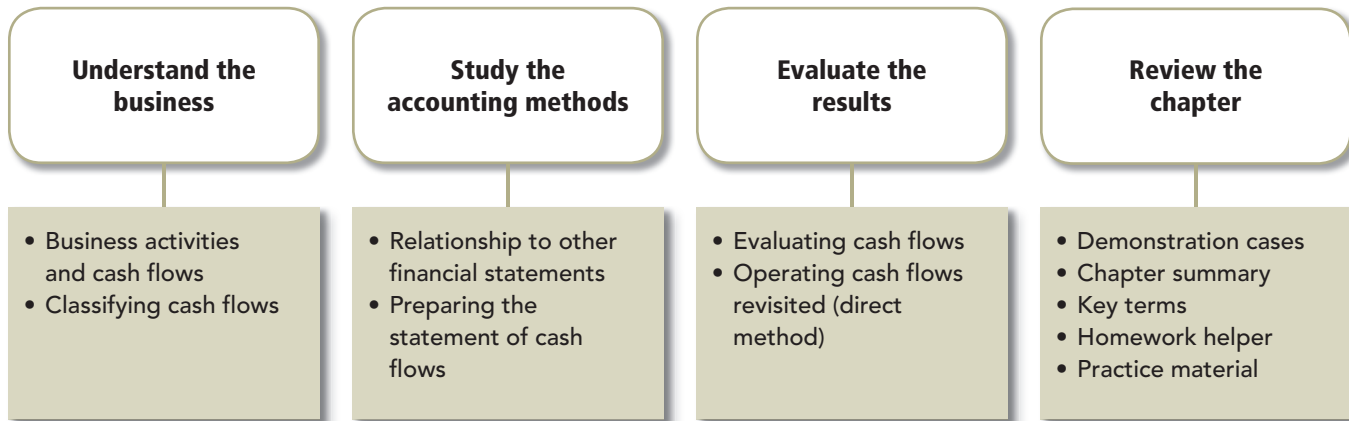 Understand the
business
• Business activities
and cash flows
• Classifying cash flows
Study the
accounting methods
• Relationship to other
financial statements
• Preparing the
statement of cash
flows
Evaluate the
results
• Evaluating cash flows
• Operating cash flows
revisited (direct
method)
Review the
chapter
• Demonstration cases
• Chapter summary
• Key terms
• Homework helper
• Practice material